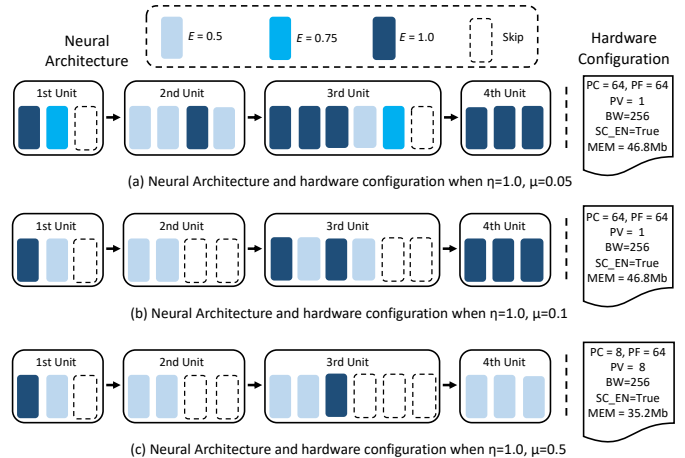 Neural
Architecture
E = 0.5
E = 0.75
E = 1.0
Skip
Hardware
Configuration
1st Unit
2nd Unit
3rd Unit
4th Unit
PC = 64, PF = 64
PV = 1
BW=256
SC_EN=True
MEM = 46.8Mb
(a) Neural Architecture and hardware configuration when η=1.0, μ=0.05
1st Unit
2nd Unit
3rd Unit
4th Unit
PC = 64, PF = 64
PV = 1
BW=256
SC_EN=True
MEM = 46.8Mb
(b) Neural Architecture and hardware configuration when η=1.0, μ=0.1
1st Unit
2nd Unit
3rd Unit
4th Unit
PC = 8, PF = 64
PV = 8
BW=256
SC_EN=True
MEM = 35.2Mb
(c) Neural Architecture and hardware configuration when η=1.0, μ=0.5